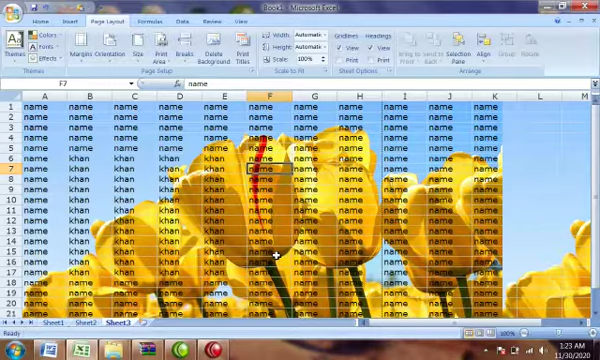 Book1 - Microsoft Excel
Home Insert Page Layout Formulas Data Review View
Themes Colors Fonts Effects Margins Orientation Size Print Area Breaks Delete Background Print Titles Width: Automatic Height: Automatic Scale: 100% Gridlines View Print Headings View Print Bring to Front Send to Back Selection Pane Align
Themes Page Setup Scale to Fit Sheet Options Arrange
F7 name
A B C D E F G H I J K L M
1 name name name name name name name name name name name
2 name name name name name name name name name name name
3 name name name name name name name name name name name
4 name name name name name name name name name name name
5 name name name name name name name name name name name
6 name khan khan khan khan name name name name name name
7 name khan khan khan khan name name name name name name
8 name khan khan khan khan name name name name name name
9 name khan khan khan khan name name name name name name
10 name khan khan khan khan name name name name name name
11 name khan khan khan khan name name name name name name
12 name khan khan khan khan name name name name name name
13 name khan khan khan khan name name name name name name
14 name khan khan khan khan name name name name name name
15 name khan khan khan khan name name name name name name
16 name khan khan khan khan name name name name name name
17 name khan khan khan khan name name name name name name
18 name name name name name name name name name name name
19 name name name name name name name name name name name
20 name name name name name name name name name name name
21 name name name name name name name name name name name
Sheet1 Sheet2 Sheet3
Ready 100%
1:23 AM
11/30/2020